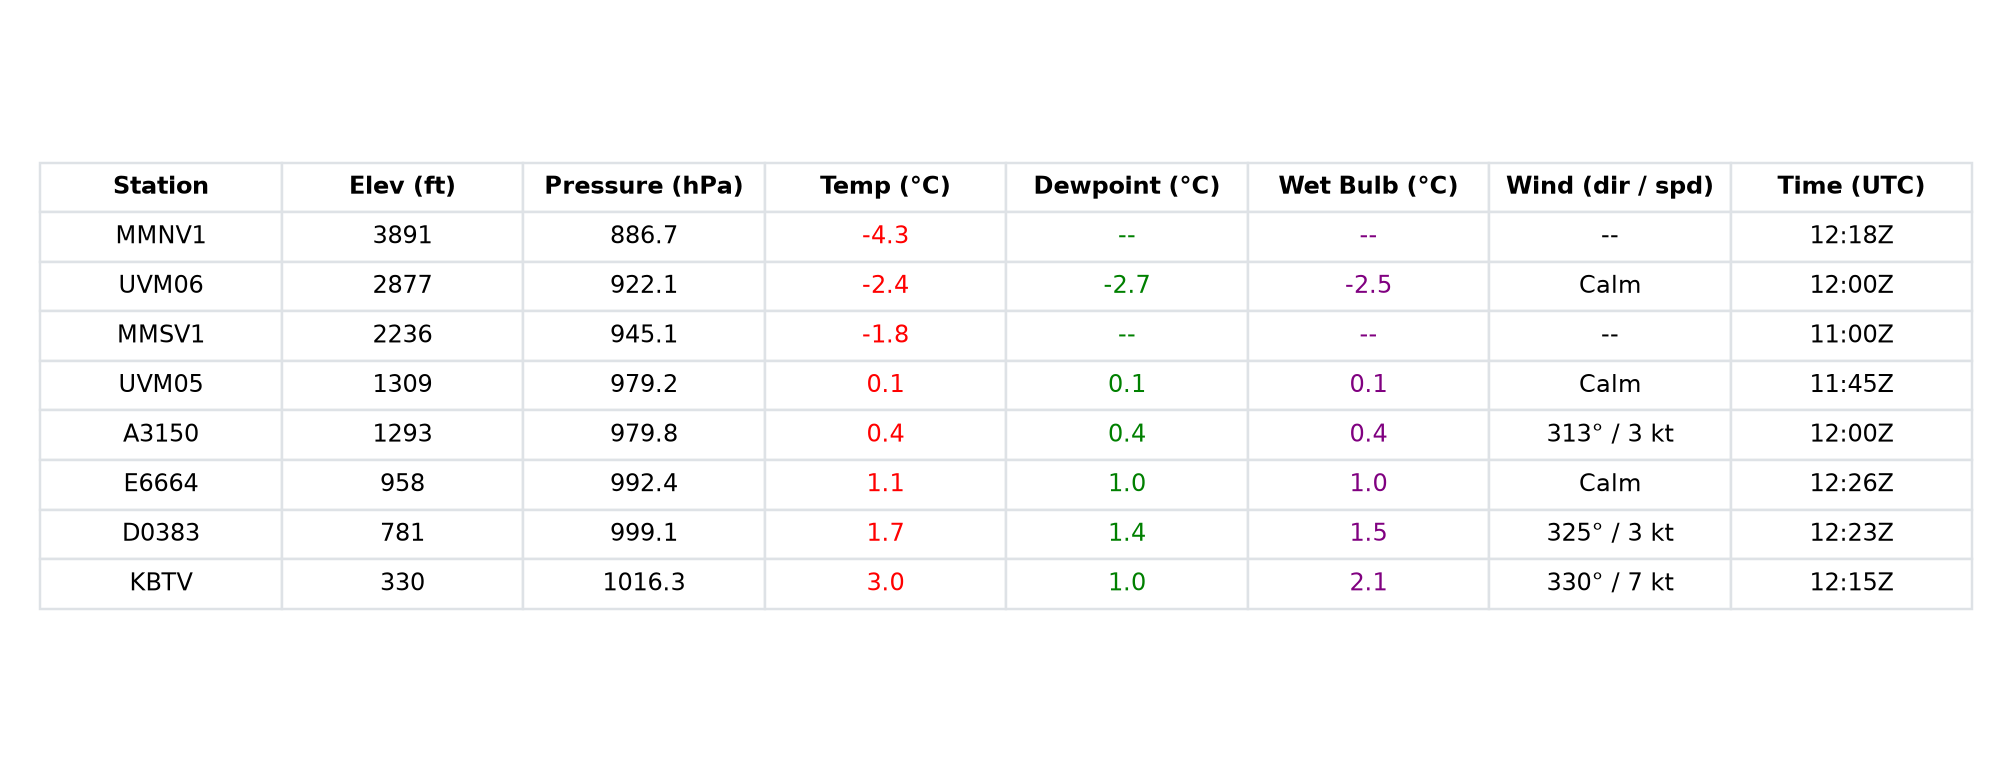 Station Elev (ft) Pressure (hPa) Temp (°C) Dewpoint (°C) Wet Bulb (°C) Wind (dir / spd) Time (UTC)
MMNV1 3891 886.7 -4.3 -- -- -- 12:18Z
UVM06 2877 922.1 -2.4 -2.7 -2.5 Calm 12:00Z
MMSV1 2236 945.1 -1.8 -- -- -- 11:00Z
UVM05 1309 979.2 0.1 0.1 0.1 Calm 11:45Z
A3150 1293 979.8 0.4 0.4 0.4 313° / 3 kt 12:00Z
E6664 958 992.4 1.1 1.0 1.0 Calm 12:26Z
D0383 781 999.1 1.7 1.4 1.5 325° / 3 kt 12:23Z
KBTV 330 1016.3 3.0 1.0 2.1 330° / 7 kt 12:15Z